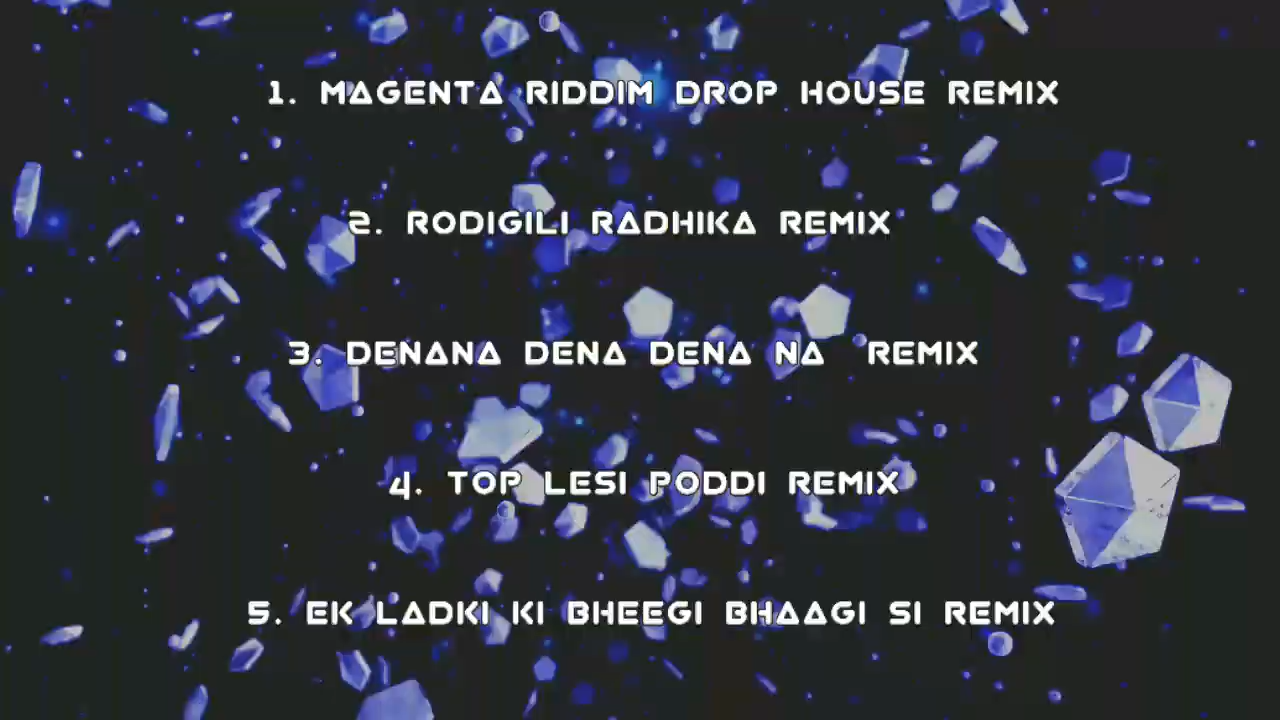 1. MAGENTA RIDDIM DROP HOUSE REMIX
2. RODIGILI RADHIKA REMIX
3. DENANA DENA DENA NA REMIX
4. TOP LESI PODDI REMIX
5. EK LADKI KI BHEEGI BHAAGI SI REMIX